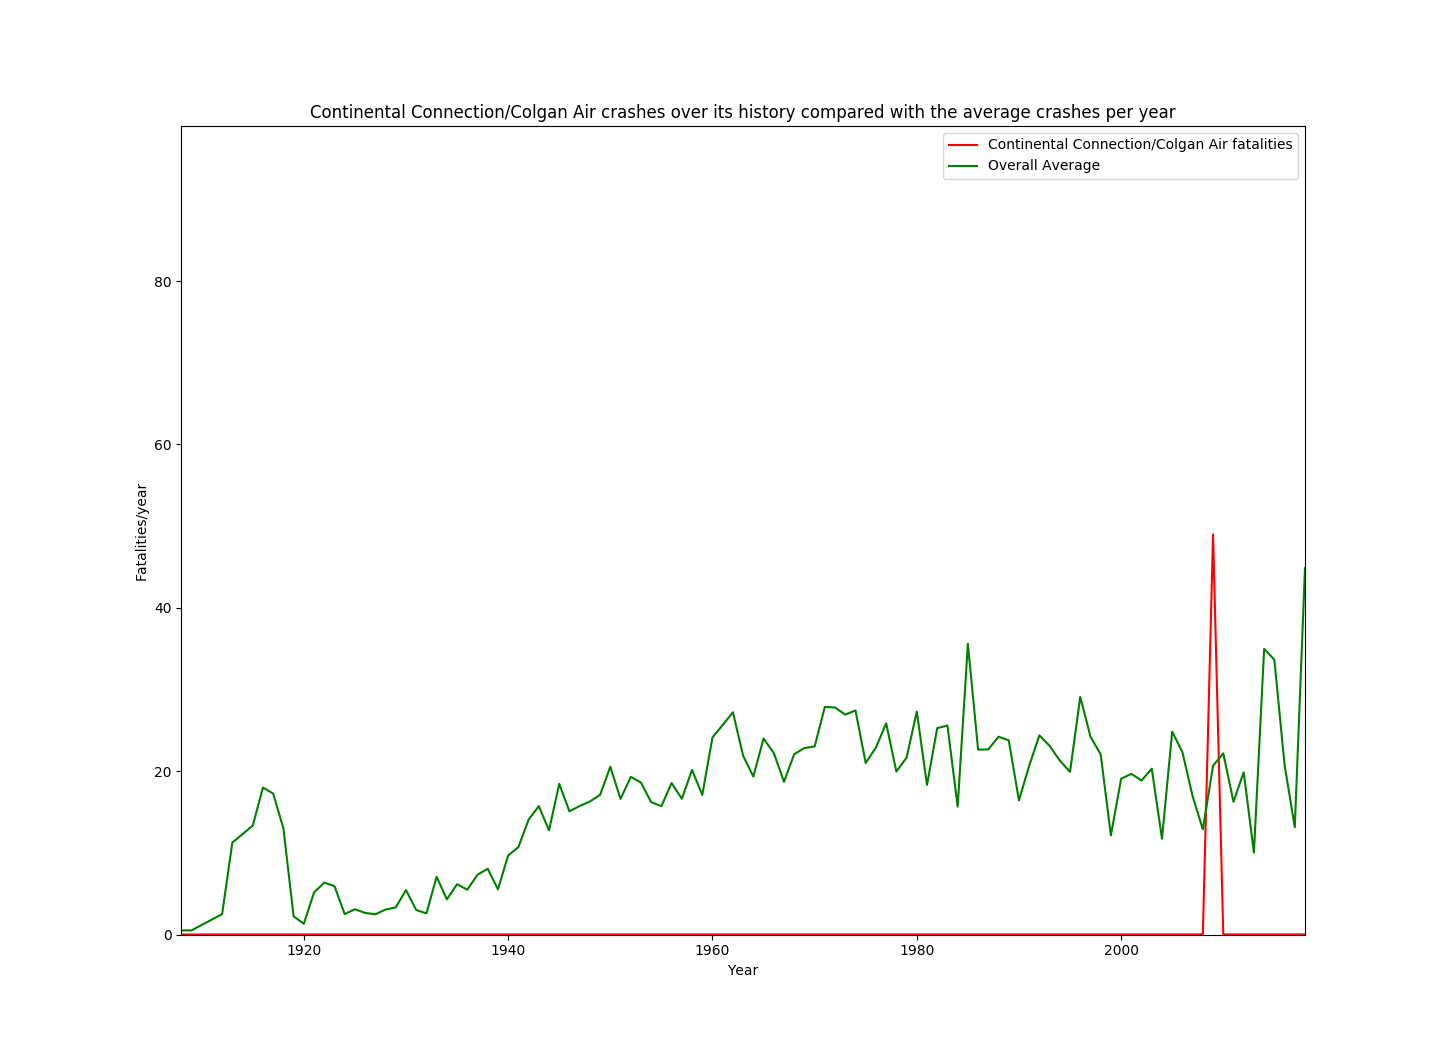 Continental Connection/Colgan Air crashes over its history compared with the average crashes per year
Continental Connection/Colgan Air fatalities
Overall Average
80
60
40
20
0
Fatalities/year
1920
1940
1960
1980
2000
Year